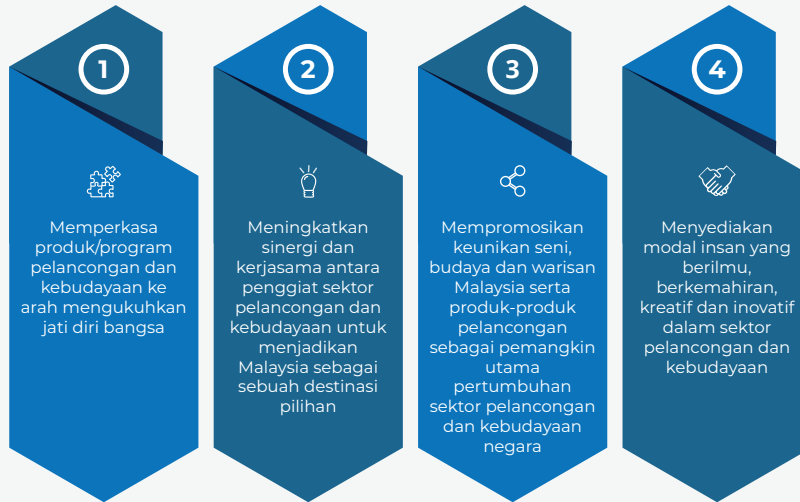 1
Memperkasa
produk/program
pelancongan dan
kebudayaan ke
arah mengukuhkan
jati diri bangsa
2
Meningkatkan
sinergi dan
kerjasama antara
penggiat sektor
pelancongan dan
kebudayaan untuk
menjadikan
Malaysia sebagai
sebuah destinasi
pilihan
3
Mempromosikan
keunikan seni,
budaya dan warisan
Malaysia serta
produk-produk
pelancongan
sebagai pemangkin
utama
pertumbuhan
sektor pelancongan
dan kebudayaan
negara
4
Menyediakan
modal insan yang
berilmu,
berkemahiran,
kreatif dan inovatif
dalam sektor
pelancongan dan
kebudayaan